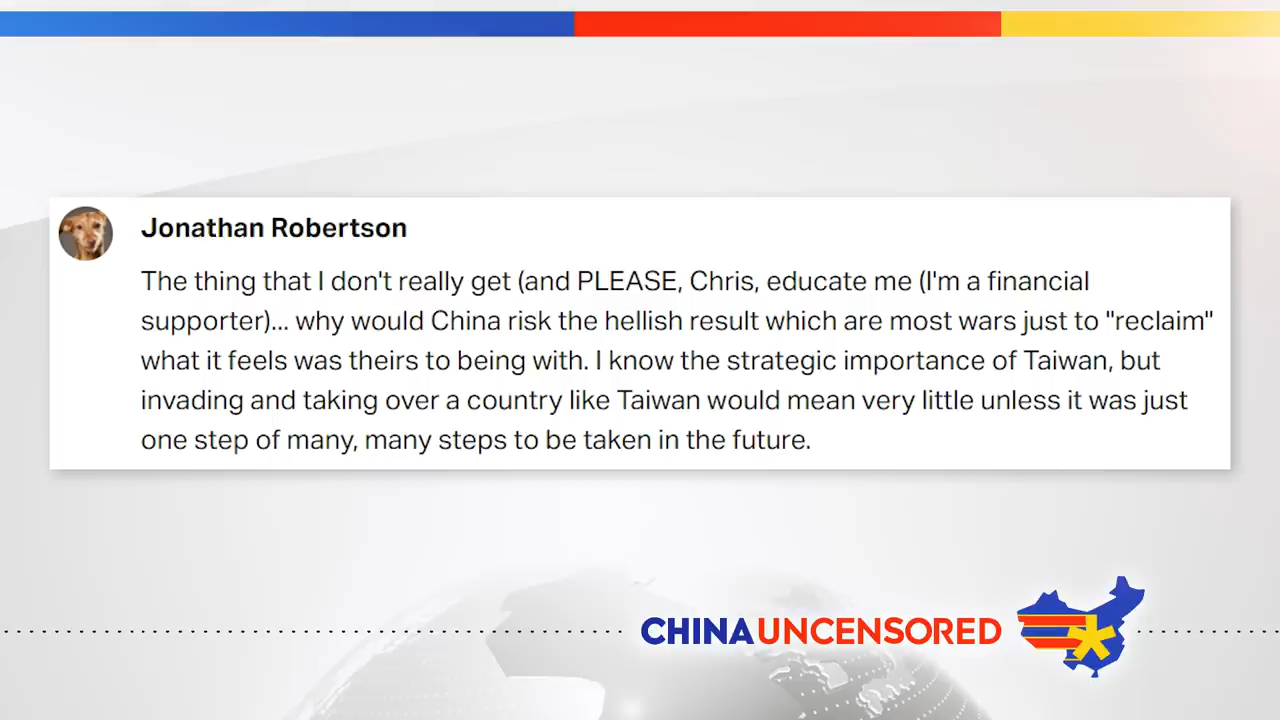 Jonathan Robertson
The thing that I don't really get (and PLEASE, Chris, educate me (I'm a financial
supporter)... why would China risk the hellish result which are most wars just to "reclaim"
what it feels was theirs to being with. I know the strategic importance of Taiwan, but
invading and taking over a country like Taiwan would mean very little unless it was just
one step of many, many steps to be taken in the future.
CHINA UNCENSORED